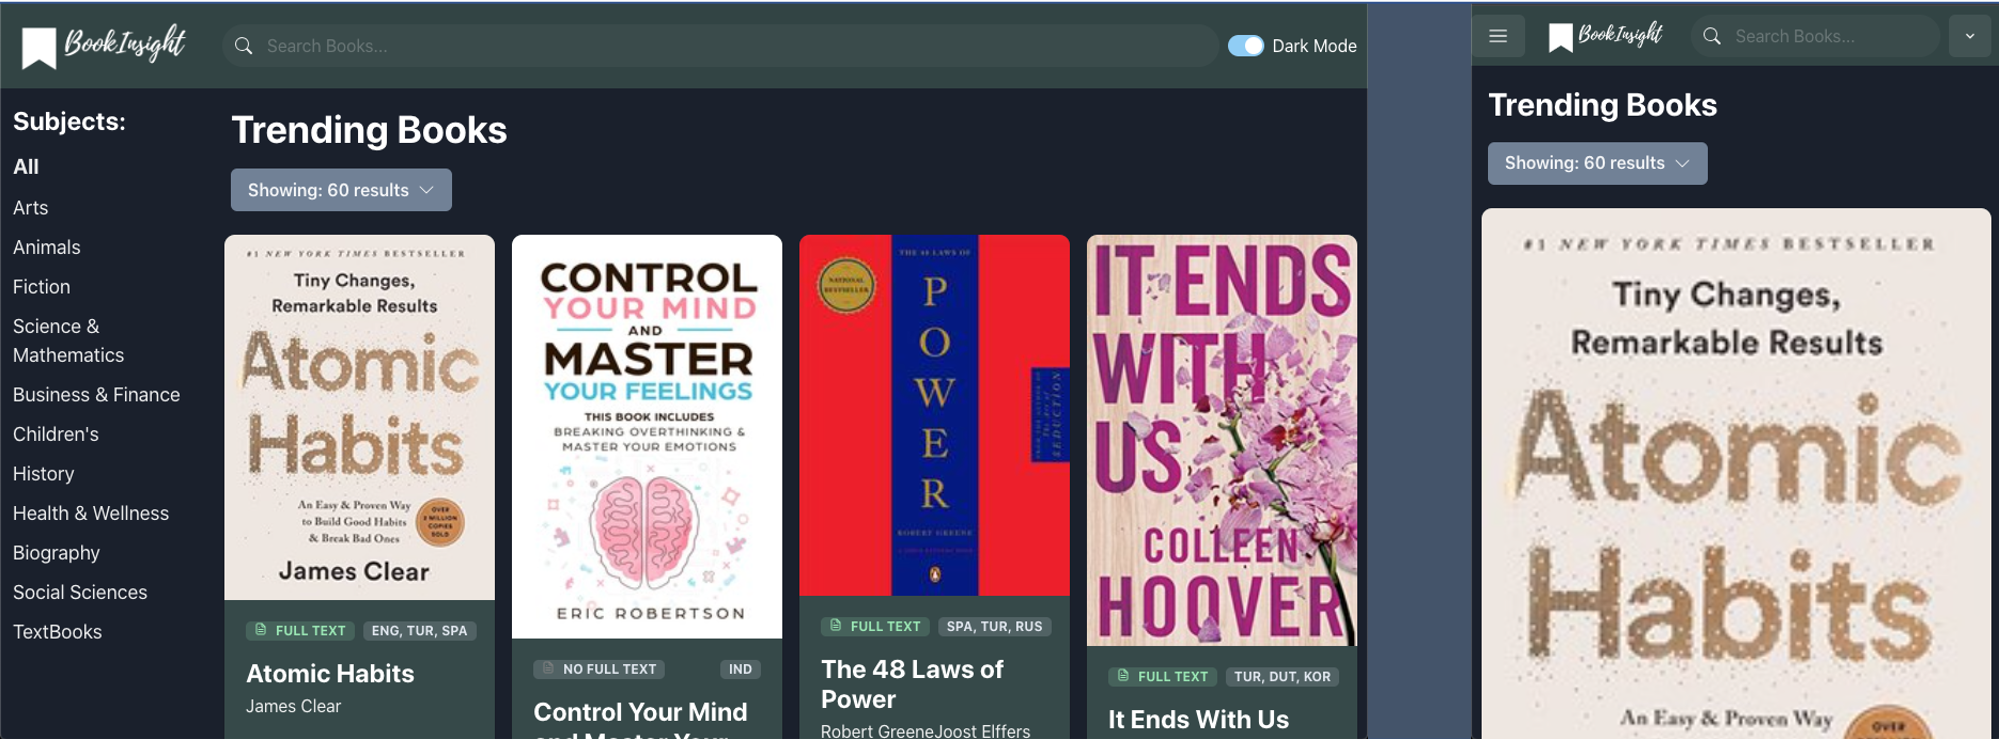 BookInsight
Search Books...
Dark Mode
Subjects:
All
Arts
Animals
Fiction
Science &
Mathematics
Business & Finance
Children's
History
Health & Wellness
Biography
Social Sciences
TextBooks
Trending Books
Showing: 60 results
#1 NEW YORK TIMES BESTSELLER
Tiny Changes,
Remarkable Results
Atomic
Habits
An Easy & Proven Way
to Build Good Habits
& Break Bad Ones
OVER
COPIES
SOLD
James Clear
FULL TEXT
ENG, TUR, SPA
Atomic Habits
James Clear
CONTROL
YOUR MIND
AND
MASTER
YOUR FEELINGS
THIS BOOK INCLUDES
BREAKING OVERTHINKING &
MASTER YOUR EMOTIONS
ERIC ROBERTSON
NO FULL TEXT
IND
Control Your Mind
and Master Your
THE 48 LAWS OF
NATIONAL
BESTSELLER
POWER
FROM THE AUTHOR OF
The Art of
SEDUCTION
ROBERT GREENE
FULL TEXT
SPA, TUR, RUS
The 48 Laws of
Power
Robert GreeneJoost Elffers
IT ENDS
WITH
US
COLLEEN
HOOVER
FULL TEXT
TUR, DUT, KOR
It Ends With Us
BookInsight
Search Books...
Trending Books
Showing: 60 results
#1 NEW YORK TIMES BESTSELLER
Tiny Changes,
Remarkable Results
Atomic
Habits
An Easy & Proven Way
OVER